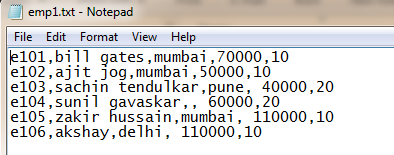 emp1.txt - Notepad
File Edit Format View Help
e101,bill gates,mumbai,70000,10
e102,ajit jog,mumbai,50000,10
e103,sachin tendulkar,pune, 40000,20
e104,sunil gavaskar,, 60000,20
e105,zakir hussain,mumbai, 110000,10
e106,akshay,delhi, 110000,10